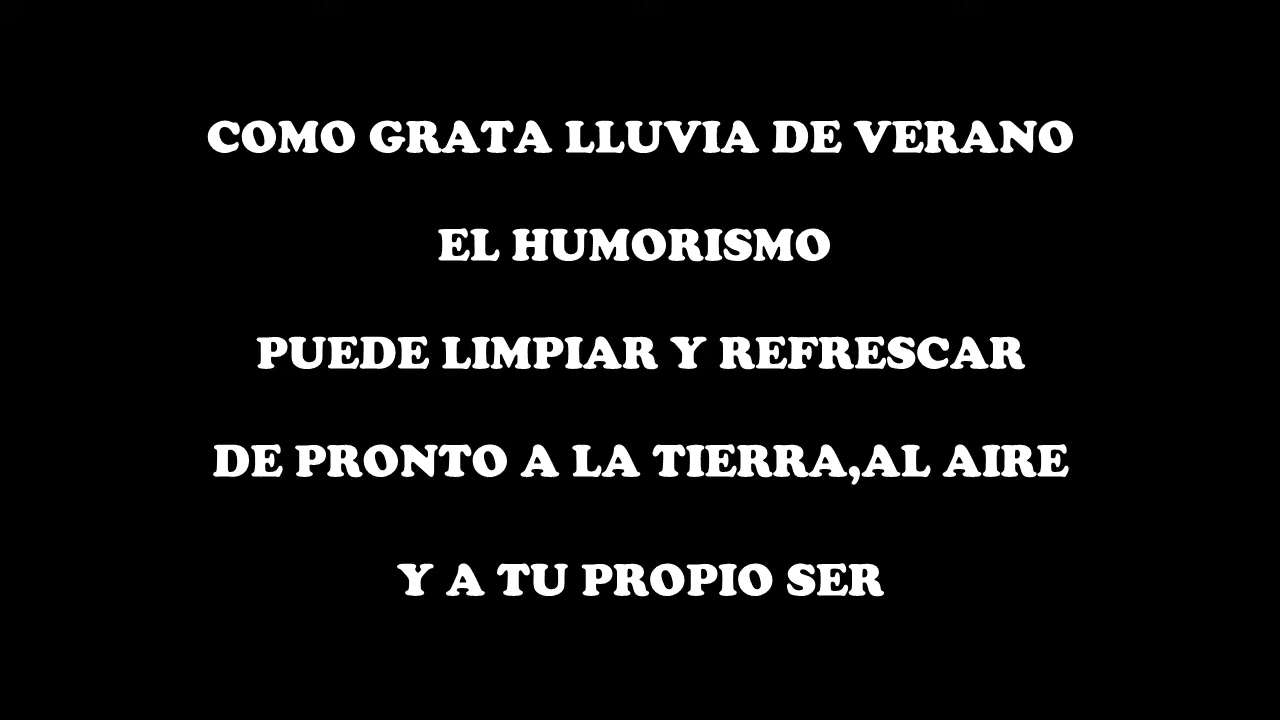 COMO GRATA LLUVIA DE VERANO
EL HUMORISMO
PUEDE LIMPIAR Y REFRESCAR
DE PRONTO A LA TIERRA,AL AIRE
Y A TU PROPIO SER